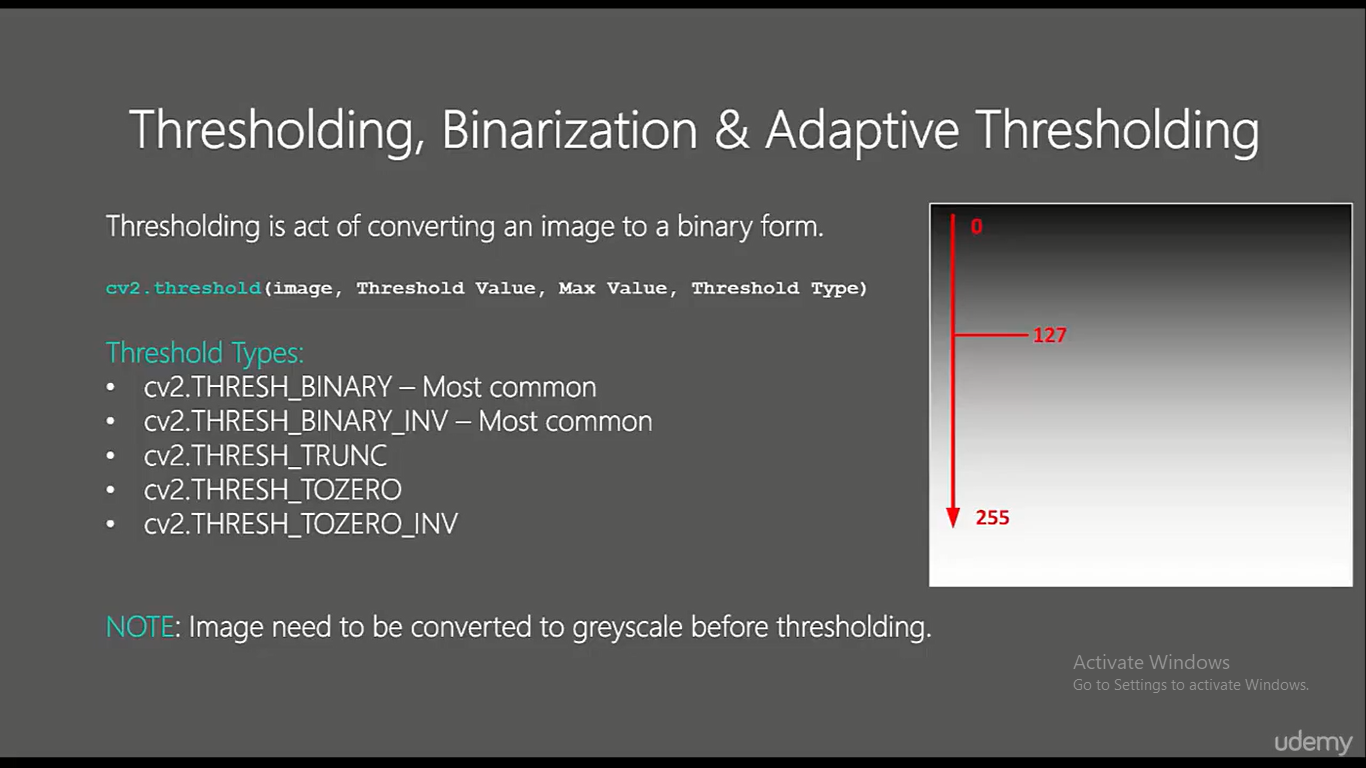 Thresholding, Binarization & Adaptive Thresholding
Thresholding is act of converting an image to a binary form.
cv2.threshold(image, Threshold Value, Max Value, Threshold Type)
Threshold Types:
• cv2.THRESH_BINARY – Most common
• cv2.THRESH_BINARY_INV – Most common
• cv2.THRESH_TRUNC
• cv2.THRESH_TOZERO
• cv2.THRESH_TOZERO_INV
NOTE: Image need to be converted to greyscale before thresholding.
0
127
255
Activate Windows
Go to Settings to activate Windows.
udemy